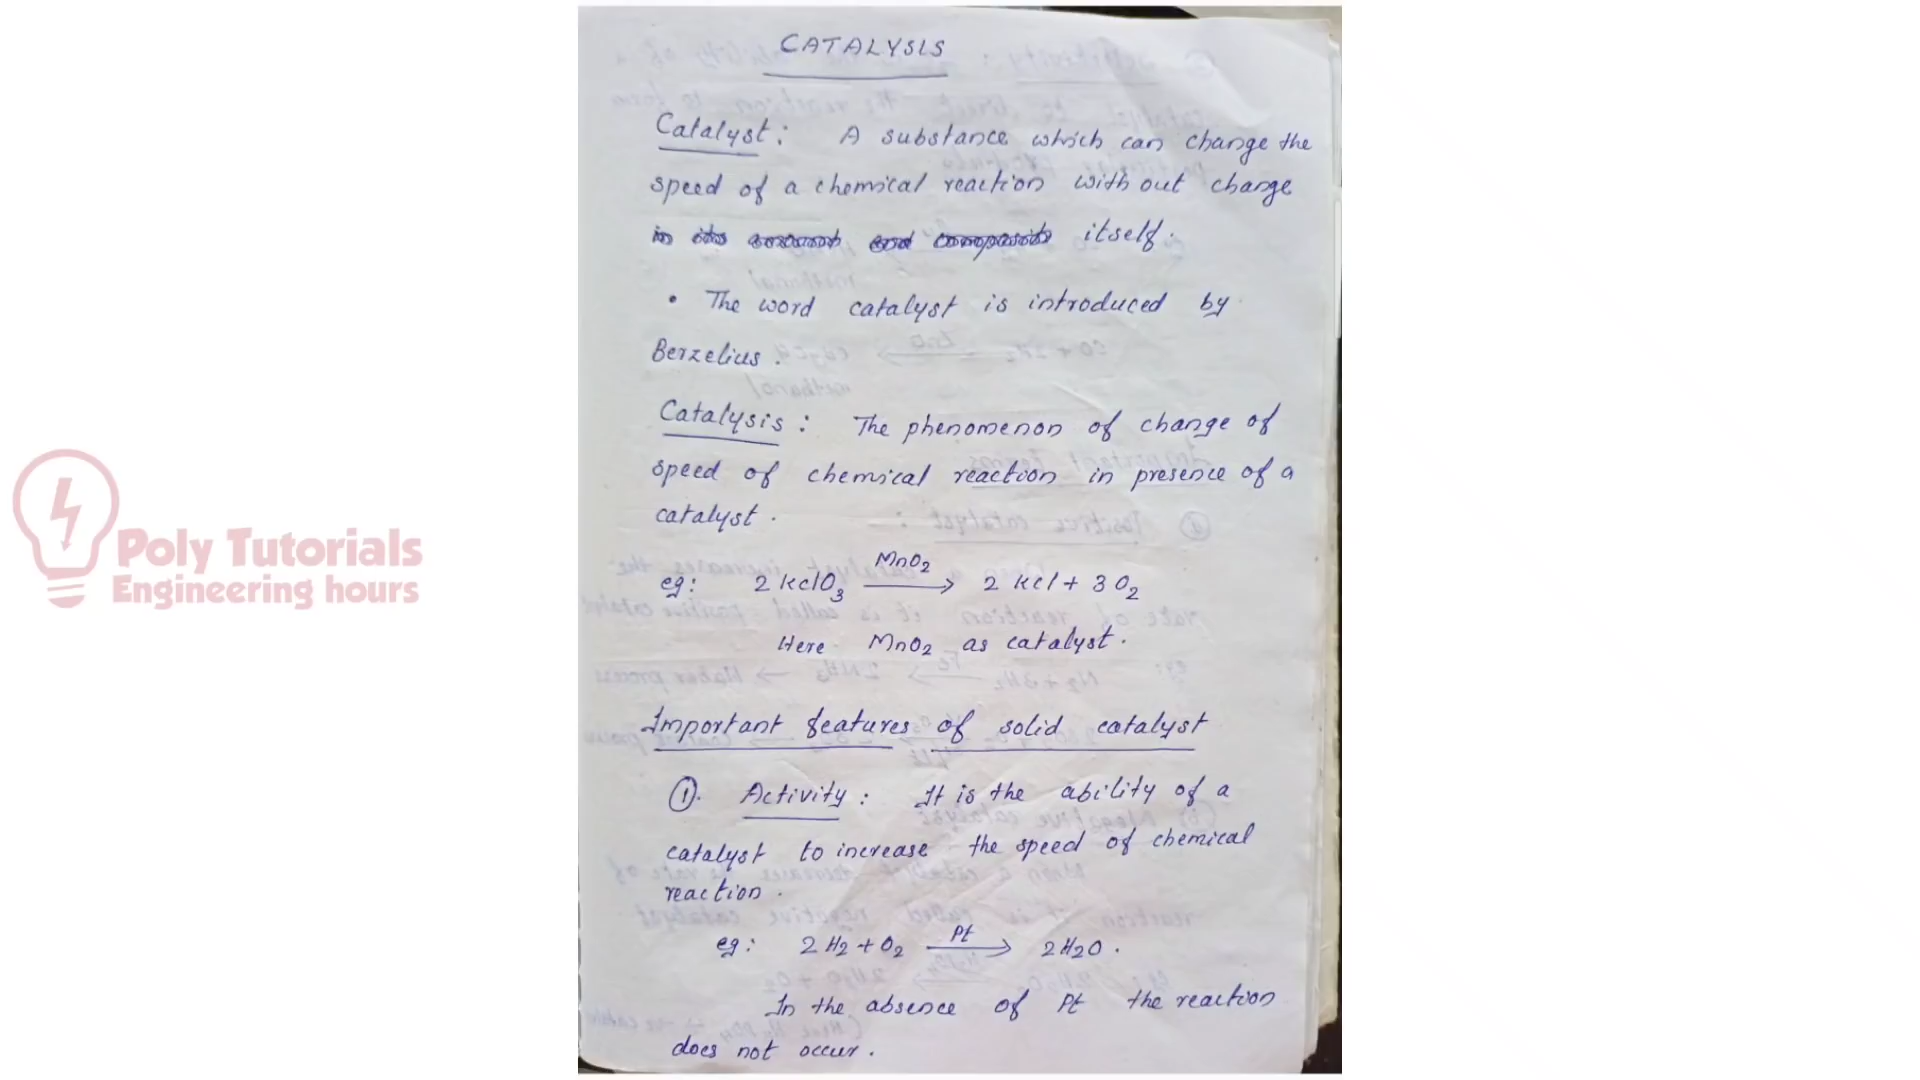 CATALYSIS
Catalyst: A substance which can change the
speed of a chemical reaction with out change
itself.
• The word catalyst is introduced by
Berzelius.
Catalysis: The phenomenon of change of
speed of chemical reaction in presence of a
catalyst.
MnO2
eg: 2 KclO3 ⟶ 2 Kcl + 3 O2
Here MnO2 as catalyst.
Important features of solid catalyst
①. Activity: It is the ability of a
catalyst to increase the speed of chemical
reaction.
Pt
eg: 2 H2 + O2 ⟶ 2H2O.
In the absence of Pt the reaction
does not occur.
Poly Tutorials
Engineering hours